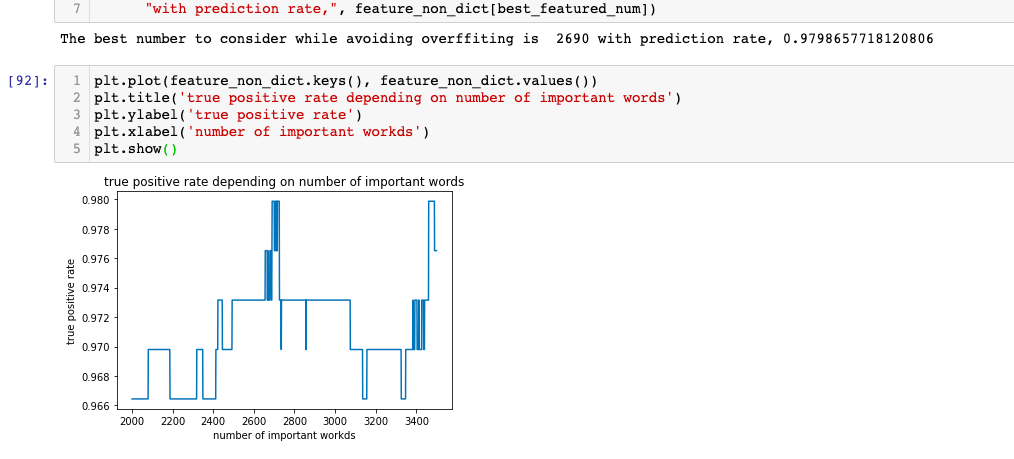 7 "with prediction rate,", feature_non_dict[best_featured_num])
The best number to consider while avoiding overffiting is  2690 with prediction rate, 0.9798657718120806
[92]: 1 plt.plot(feature_non_dict.keys(), feature_non_dict.values())
2 plt.title('true positive rate depending on number of important words')
3 plt.ylabel('true positive rate')
4 plt.xlabel('number of important workds')
5 plt.show()
true positive rate depending on number of important words
0.980
0.978
0.976
0.974
0.972
0.970
0.968
0.966
true positive rate
2000 2200 2400 2600 2800 3000 3200 3400
number of important workds